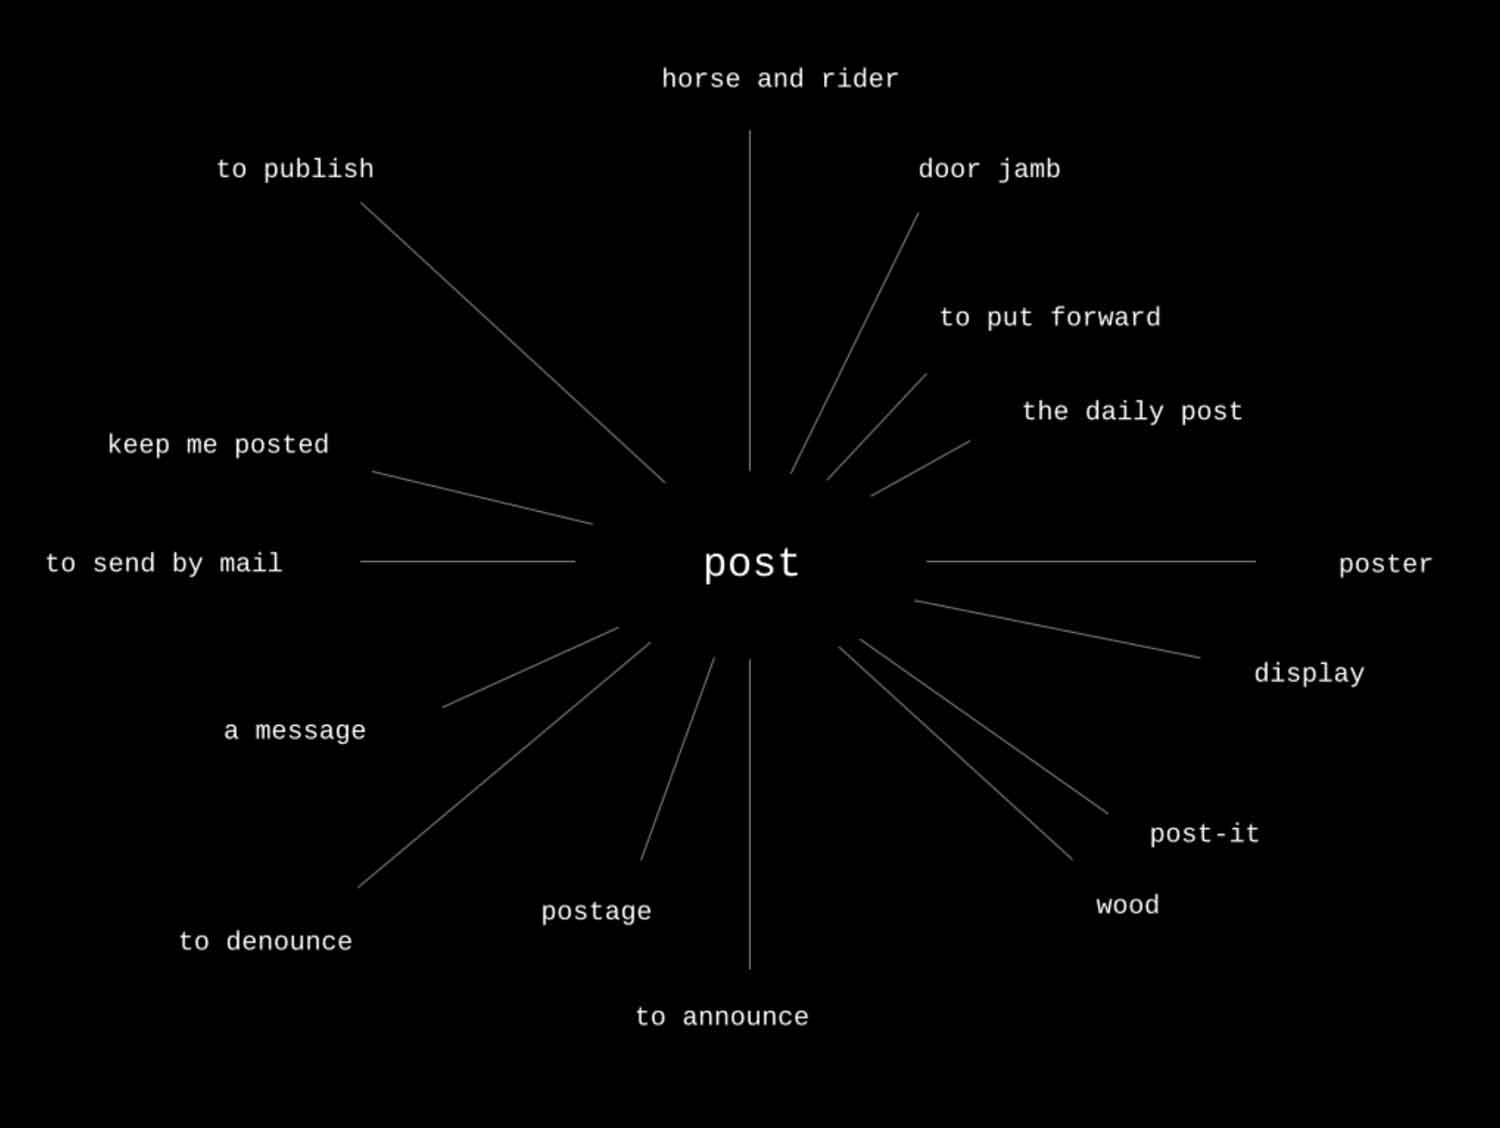 horse and rider
to publish
door jamb
to put forward
the daily post
keep me posted
to send by mail
post
poster
display
a message
post-it
wood
postage
to denounce
to announce